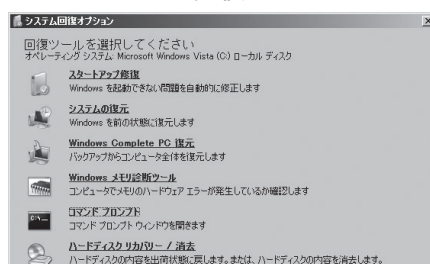 システム回復オプション
回復ツールを選択してください
オペレーティング システム: Microsoft Windows Vista (C:) ローカル ディスク
スタートアップ修復
Windows を起動できない問題を自動的に修正します
システムの復元
Windows を前の状態に復元します
Windows Complete PC 復元
バックアップからコンピュータ全体を復元します
Windows メモリ診断ツール
コンピュータでメモリのハードウェア エラーが発生しているか確認します
C:\_
コマンド プロンプト
コマンド プロンプト ウィンドウを開きます
ハードディスク リカバリー / 消去
ハードディスクの内容を出荷状態に戻します。または、ハードディスクの内容を消去します。